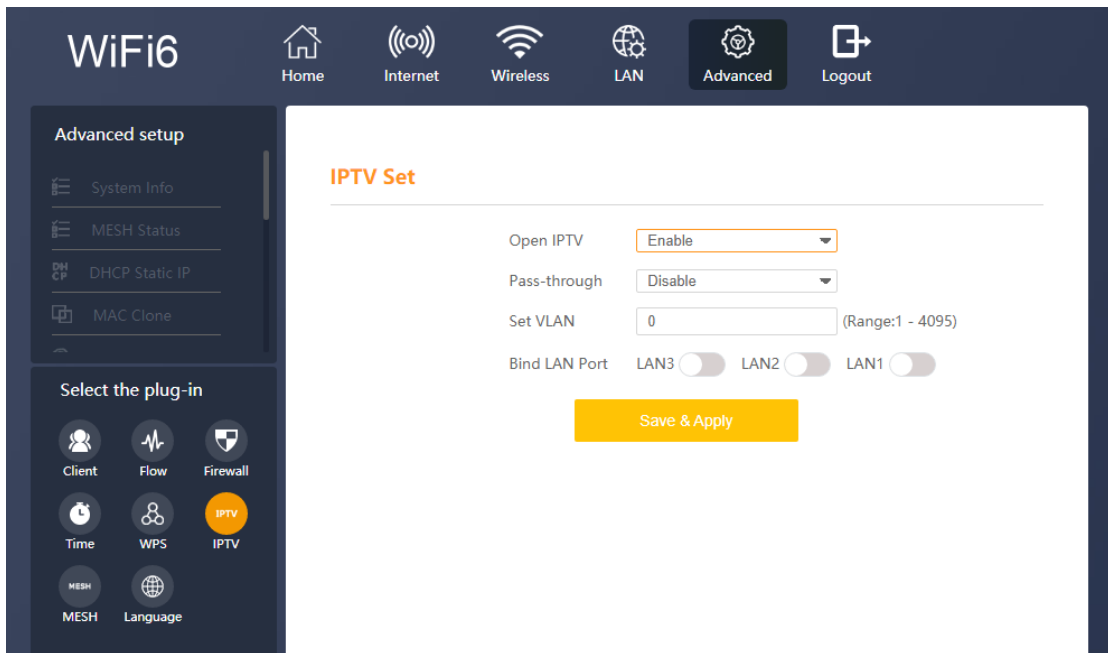 WiFi6
Home Internet Wireless LAN Advanced Logout
Advanced setup
System Info
MESH Status
DHCP DHCP Static IP
MAC Clone
Select the plug-in
Client Flow Firewall
Time WPS IPTV IPTV
MESH MESH Language
IPTV Set
Open IPTV Enable
Pass-through Disable
Set VLAN 0 (Range:1 - 4095)
Bind LAN Port LAN3 LAN2 LAN1
Save & Apply